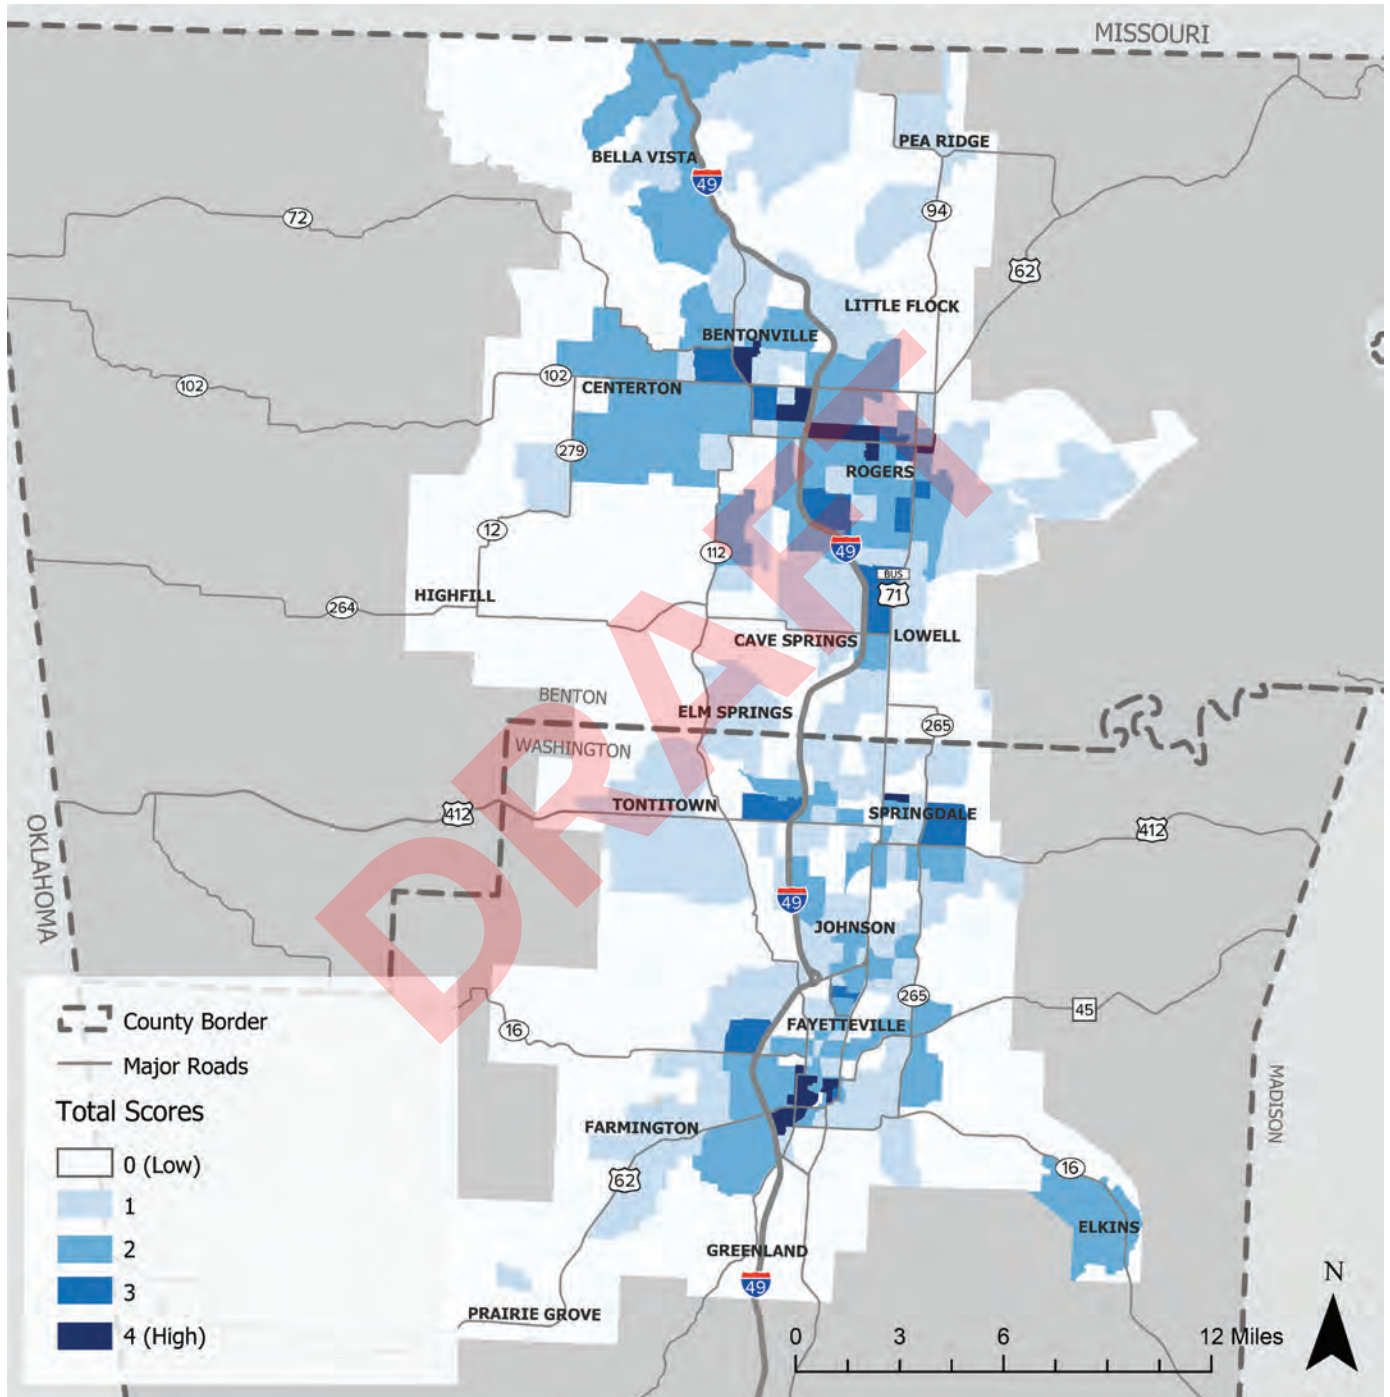 MISSOURI
PEA RIDGE
BELLA VISTA
49
94
72
62
LITTLE FLOCK
BENTONVILLE
102
102
CENTERTON
279
ROGERS
12
112
49
BUS
71
HIGHFILL
264
CAVE SPRINGS
LOWELL
BENTON
ELM SPRINGS
265
WASHINGTON
TONTITOWN
412
SPRINGDALE
412
OKLAHOMA
49
JOHNSON
265
45
16
FAYETTEVILLE
MADISON
FARMINGTON
62
16
ELKINS
GREENLAND
49
PRAIRIE GROVE
DRAFT
County Border
Major Roads
Total Scores
0 (Low)
1
2
3
4 (High)
N
0 3 6 12 Miles